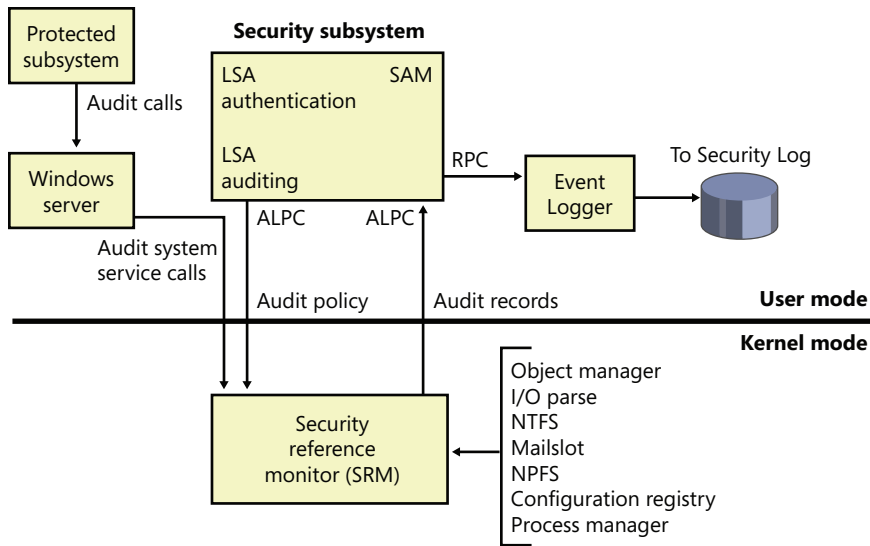 Protected
subsystem
Audit calls
Windows
server
Audit system
service calls
Security subsystem
LSA
authentication
SAM
LSA
auditing
RPC
Event
Logger
To Security Log
ALPC
ALPC
Audit policy
Audit records
User mode
Kernel mode
Security
reference
monitor (SRM)
Object manager
I/O parse
NTFS
Mailslot
NPFS
Configuration registry
Process manager